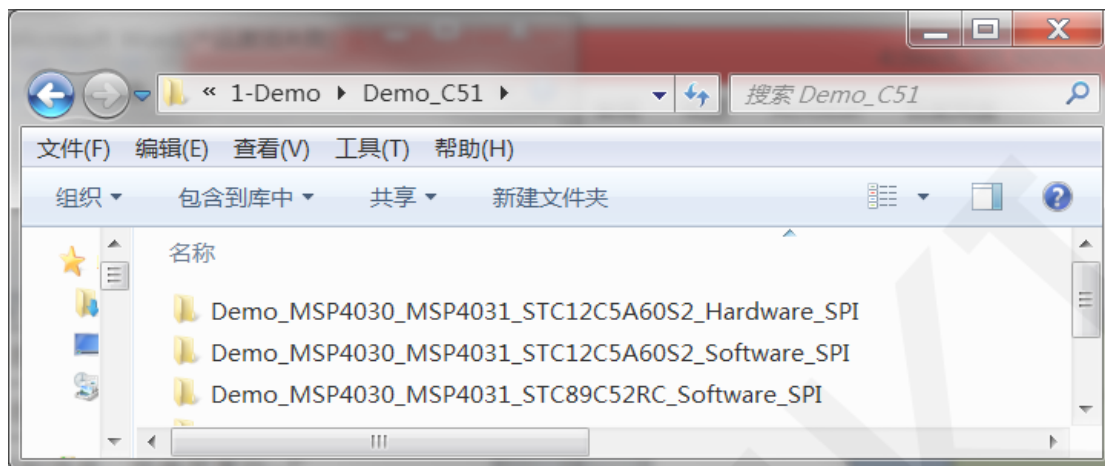 « 1-Demo ▸ Demo_C51 ▸ 搜索 Demo_C51
文件(F) 编辑(E) 查看(V) 工具(T) 帮助(H)
组织 包含到库中 共享 新建文件夹
名称
Demo_MSP4030_MSP4031_STC12C5A60S2_Hardware_SPI
Demo_MSP4030_MSP4031_STC12C5A60S2_Software_SPI
Demo_MSP4030_MSP4031_STC89C52RC_Software_SPI